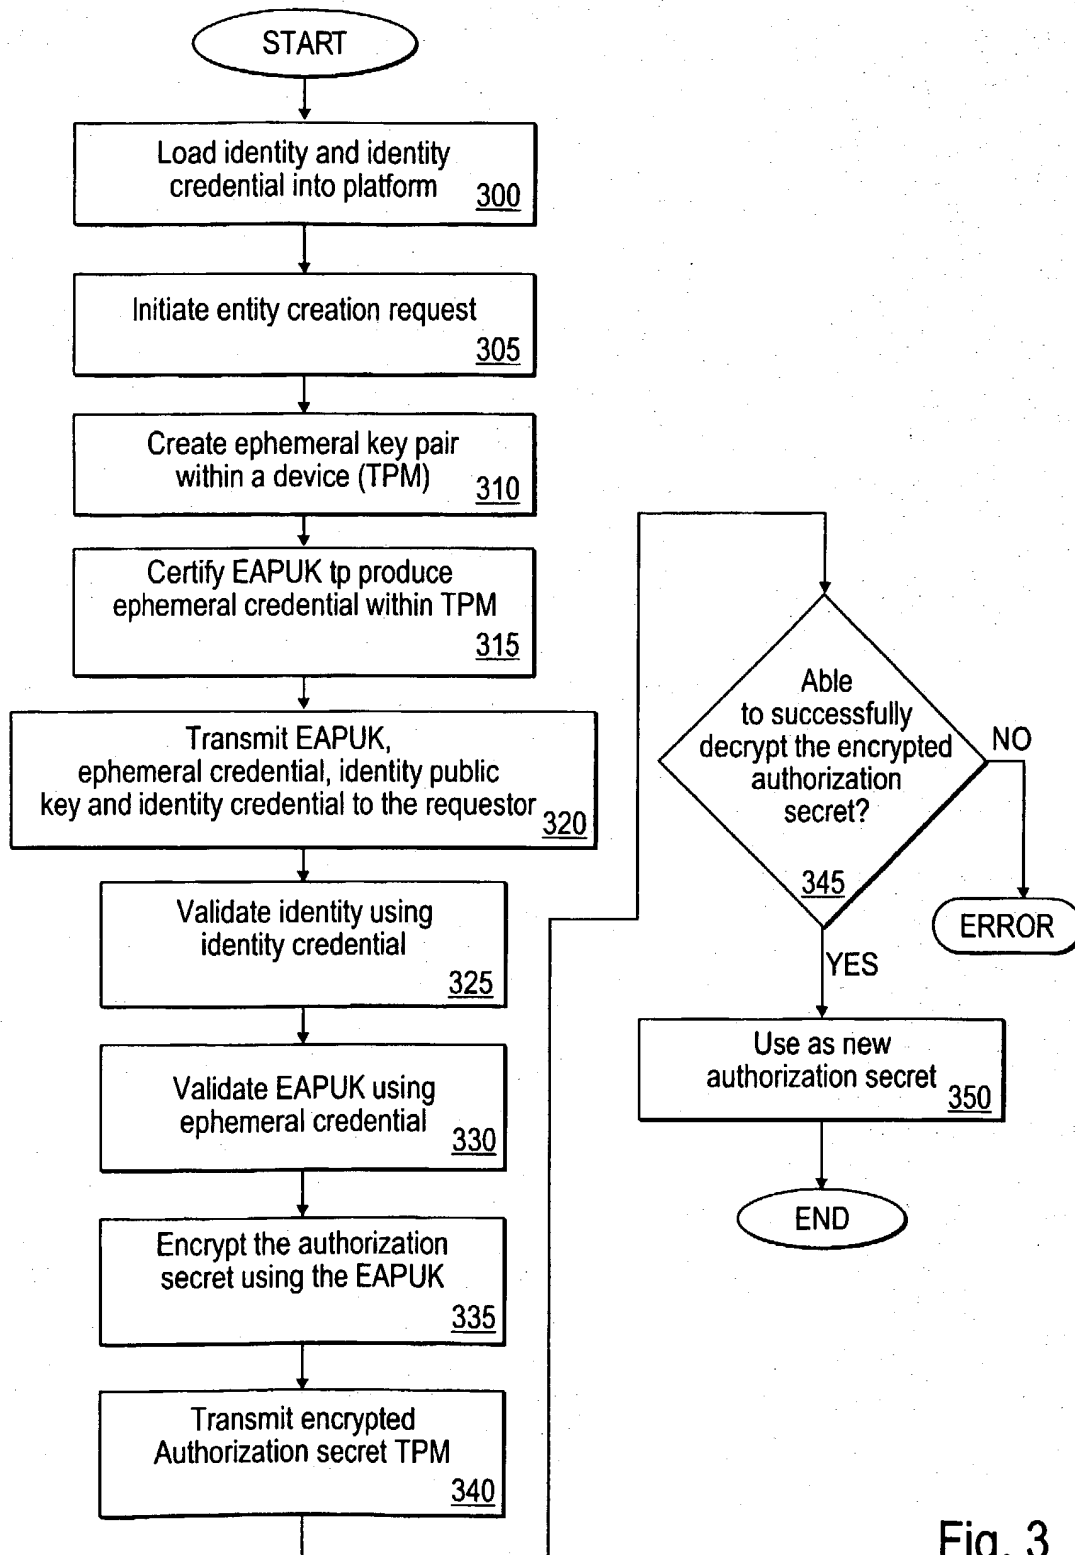 START
Load identity and identity
credential into platform
300
Initiate entity creation request
305
Create ephemeral key pair
within a device (TPM)
310
Certify EAPUK tp produce
ephemeral credential within TPM
315
Transmit EAPUK,
ephemeral credential, identity public
key and identity credential to the requestor
320
Validate identity using
identity credential
325
Validate EAPUK using
ephemeral credential
330
Encrypt the authorization
secret using the EAPUK
335
Transmit encrypted
Authorization secret TPM
340
Able
to successfully
decrypt the encrypted
authorization
secret?
345
NO
ERROR
YES
Use as new
authorization secret
350
END
Fig. 3